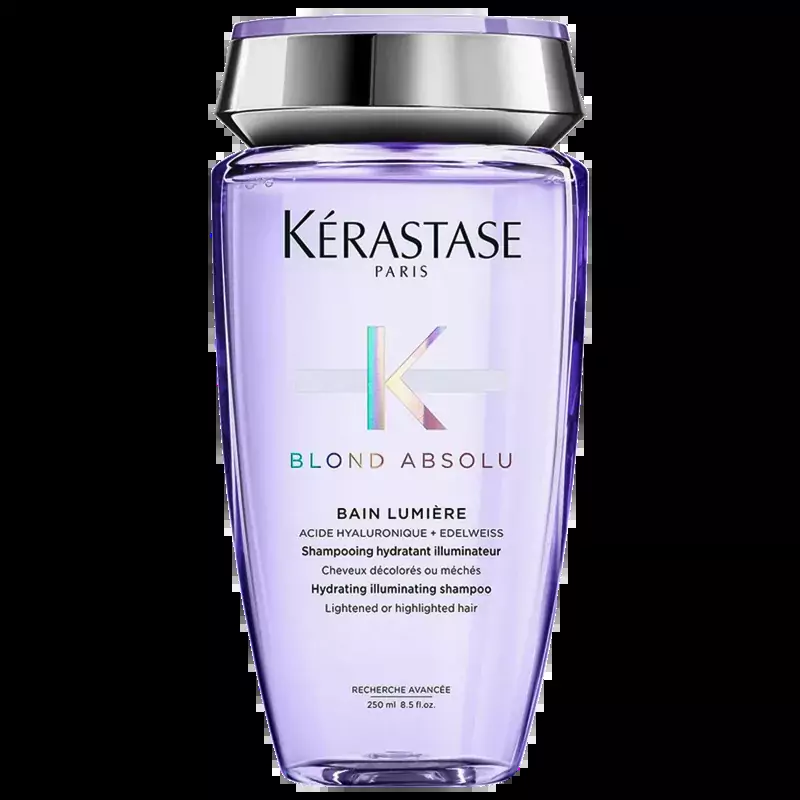 KÉRASTASE
PARIS
K
BLOND ABSOLU
BAIN LUMIÈRE
ACIDE HYALURONIQUE + EDELWEISS
Shampooing hydratant illuminateur
Cheveux décolorés ou méchés
Hydrating illuminating shampoo
Lightened or highlighted hair
RECHERCHE AVANCÉE
250 ml 8.5 fl.oz.